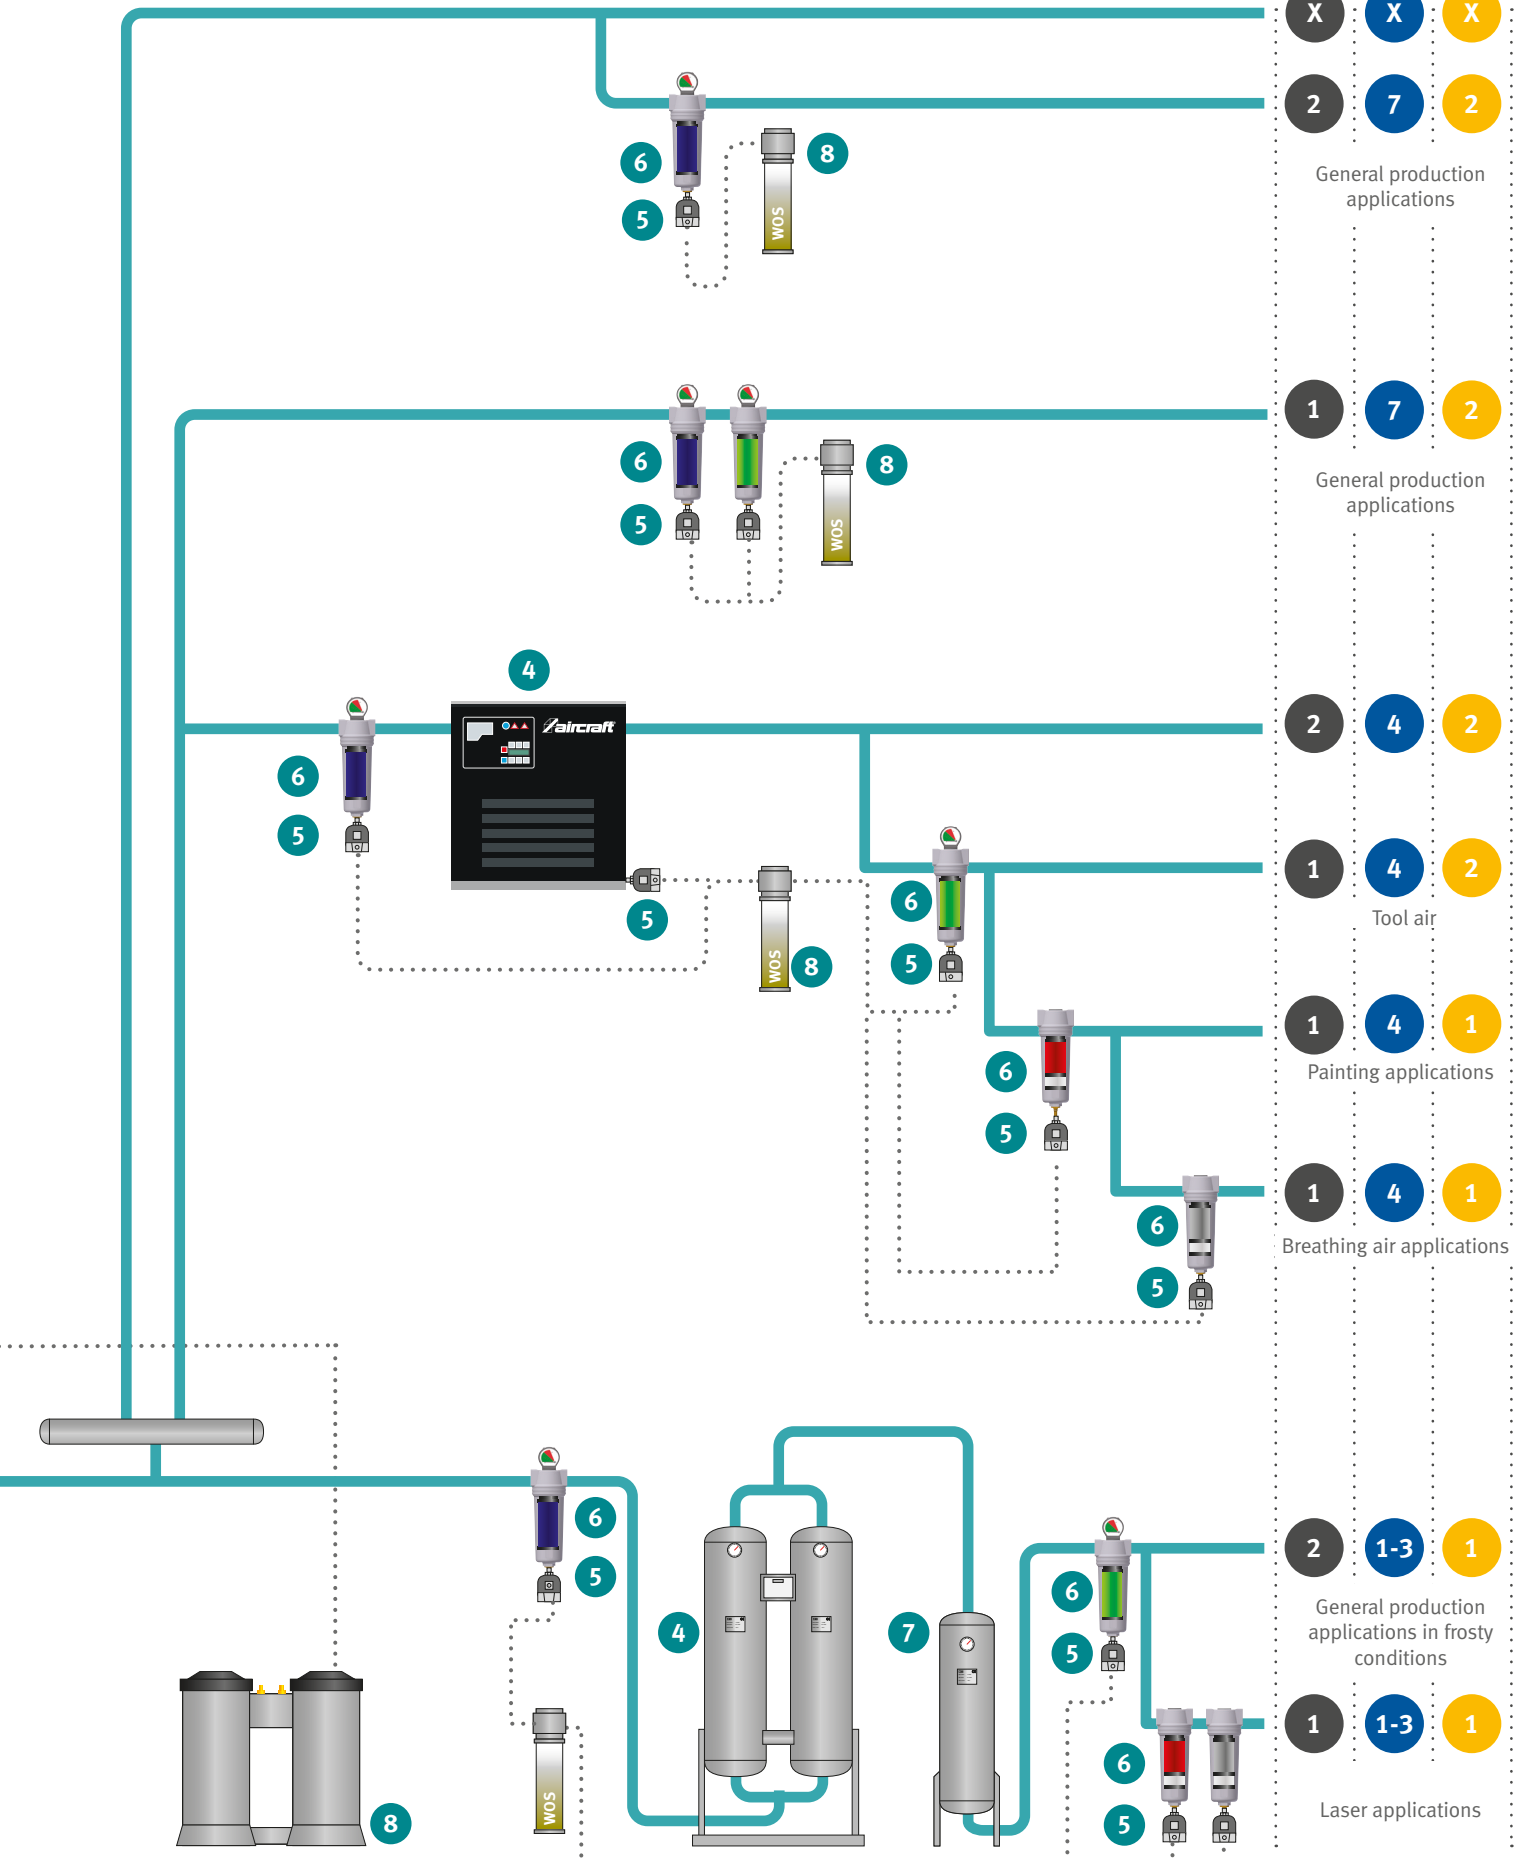 X X X
2 7 2
6
8
General production
applications
5
WOS
1 7 2
6
8
General production
applications
5
WOS
4
2 4 2
aircraft
6
5
1 4 2
6
Tool air
5
8
5
WOS
1 4 1
6
Painting applications
5
1 4 1
6
Breathing air applications
5
6
2 1-3 1
5
6
General production
applications in frosty
conditions
4
7
5
1 1-3 1
6
WOS
Laser applications
8
5